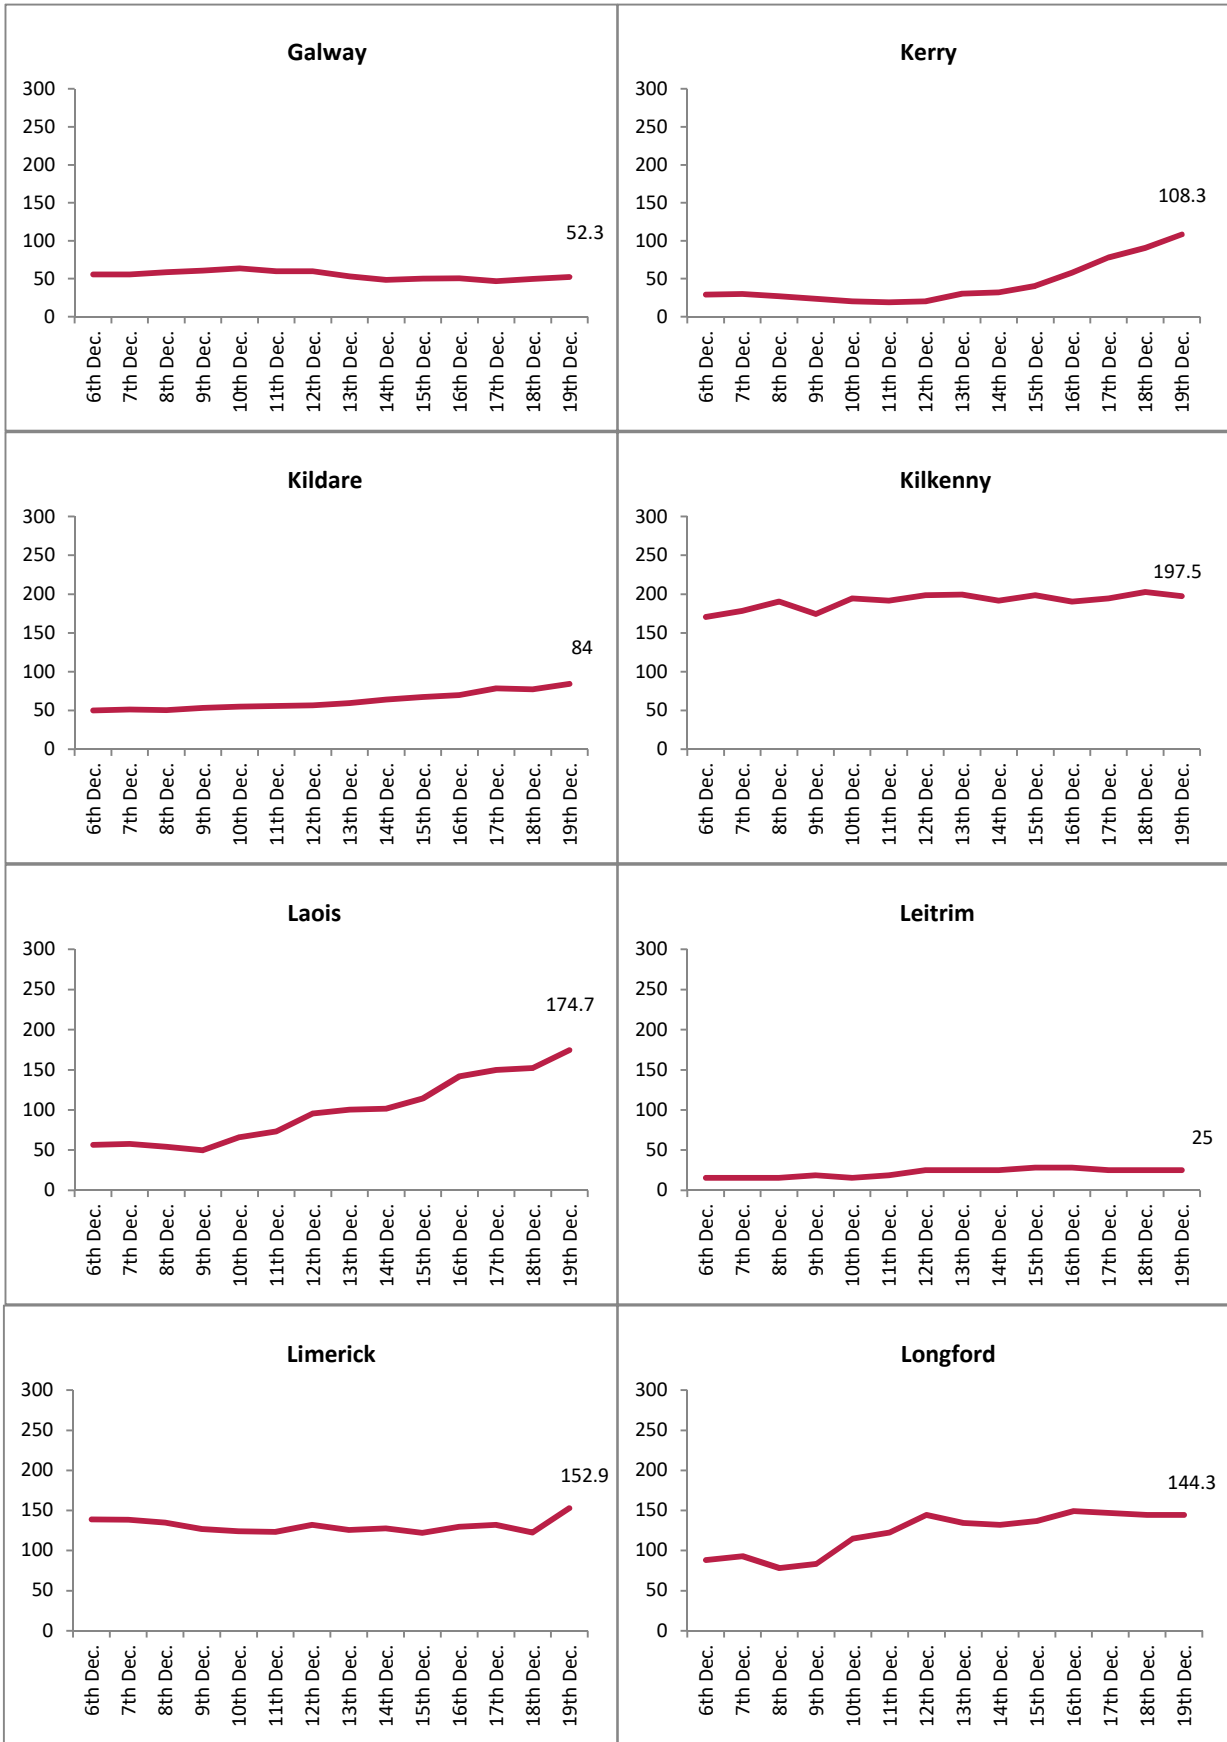 Galway
300
250
200
150
100
50
0
52.3
6th Dec.
7th Dec.
8th Dec.
9th Dec.
10th Dec.
11th Dec.
12th Dec.
13th Dec.
14th Dec.
15th Dec.
16th Dec.
17th Dec.
18th Dec.
19th Dec.
Kerry
300
250
200
150
100
50
0
108.3
6th Dec.
7th Dec.
8th Dec.
9th Dec.
10th Dec.
11th Dec.
12th Dec.
13th Dec.
14th Dec.
15th Dec.
16th Dec.
17th Dec.
18th Dec.
19th Dec.
Kildare
300
250
200
150
100
50
0
84
6th Dec.
7th Dec.
8th Dec.
9th Dec.
10th Dec.
11th Dec.
12th Dec.
13th Dec.
14th Dec.
15th Dec.
16th Dec.
17th Dec.
18th Dec.
19th Dec.
Kilkenny
300
250
200
150
100
50
0
197.5
6th Dec.
7th Dec.
8th Dec.
9th Dec.
10th Dec.
11th Dec.
12th Dec.
13th Dec.
14th Dec.
15th Dec.
16th Dec.
17th Dec.
18th Dec.
19th Dec.
Laois
300
250
200
150
100
50
0
174.7
6th Dec.
7th Dec.
8th Dec.
9th Dec.
10th Dec.
11th Dec.
12th Dec.
13th Dec.
14th Dec.
15th Dec.
16th Dec.
17th Dec.
18th Dec.
19th Dec.
Leitrim
300
250
200
150
100
50
0
25
6th Dec.
7th Dec.
8th Dec.
9th Dec.
10th Dec.
11th Dec.
12th Dec.
13th Dec.
14th Dec.
15th Dec.
16th Dec.
17th Dec.
18th Dec.
19th Dec.
Limerick
300
250
200
150
100
50
0
152.9
6th Dec.
7th Dec.
8th Dec.
9th Dec.
10th Dec.
11th Dec.
12th Dec.
13th Dec.
14th Dec.
15th Dec.
16th Dec.
17th Dec.
18th Dec.
19th Dec.
Longford
300
250
200
150
100
50
0
144.3
6th Dec.
7th Dec.
8th Dec.
9th Dec.
10th Dec.
11th Dec.
12th Dec.
13th Dec.
14th Dec.
15th Dec.
16th Dec.
17th Dec.
18th Dec.
19th Dec.